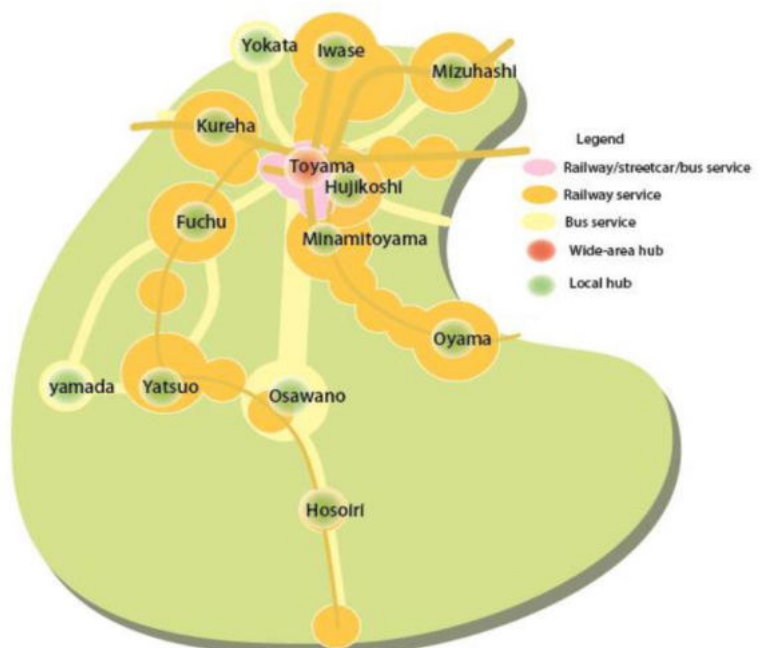 Yokata
Iwase
Mizuhashi
Kureha
Legend
Toyama
Railway/streetcar/bus service
Hujikoshi
Railway service
Fuchu
Bus service
Minamitoyama
Wide-area hub
Local hub
Oyama
yamada
Yatsuo
Osawano
Hosoiri